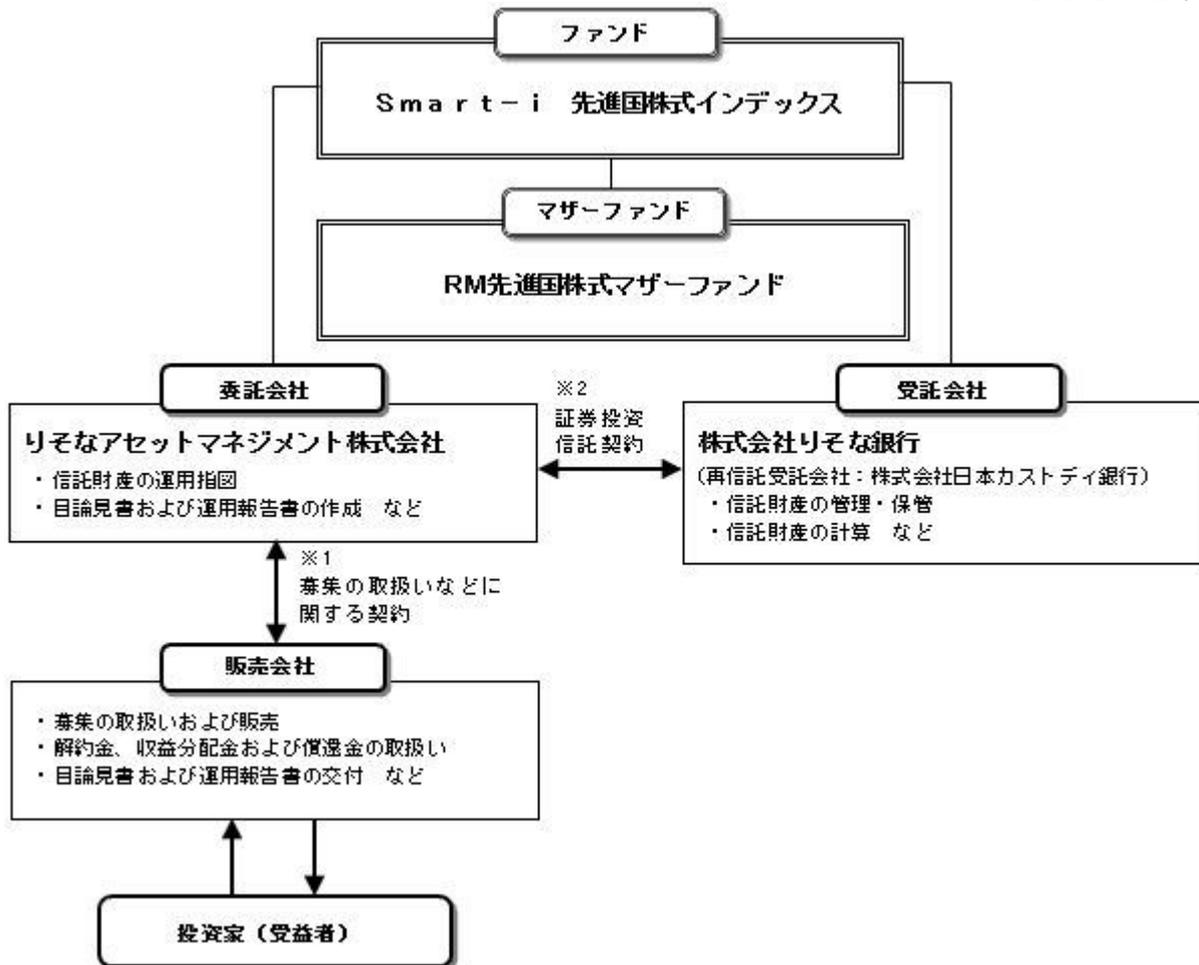 ファンド
Ｓｍａｒｔ－ｉ　先進国株式インデックス
マザーファンド
RM先進国株式マザーファンド
委託会社
りそなアセットマネジメント株式会社
・信託財産の運用指図
・目論見書および運用報告書の作成　など
※2
証券投資
信託契約
受託会社
株式会社りそな銀行
(再信託受託会社：株式会社日本カストディ銀行)
・信託財産の管理・保管
・信託財産の計算　など
※1
募集の取扱いなどに
関する契約
販売会社
・募集の取扱いおよび販売
・解約金、収益分配金および償還金の取扱い
・目論見書および運用報告書の交付　など
投資家（受益者）